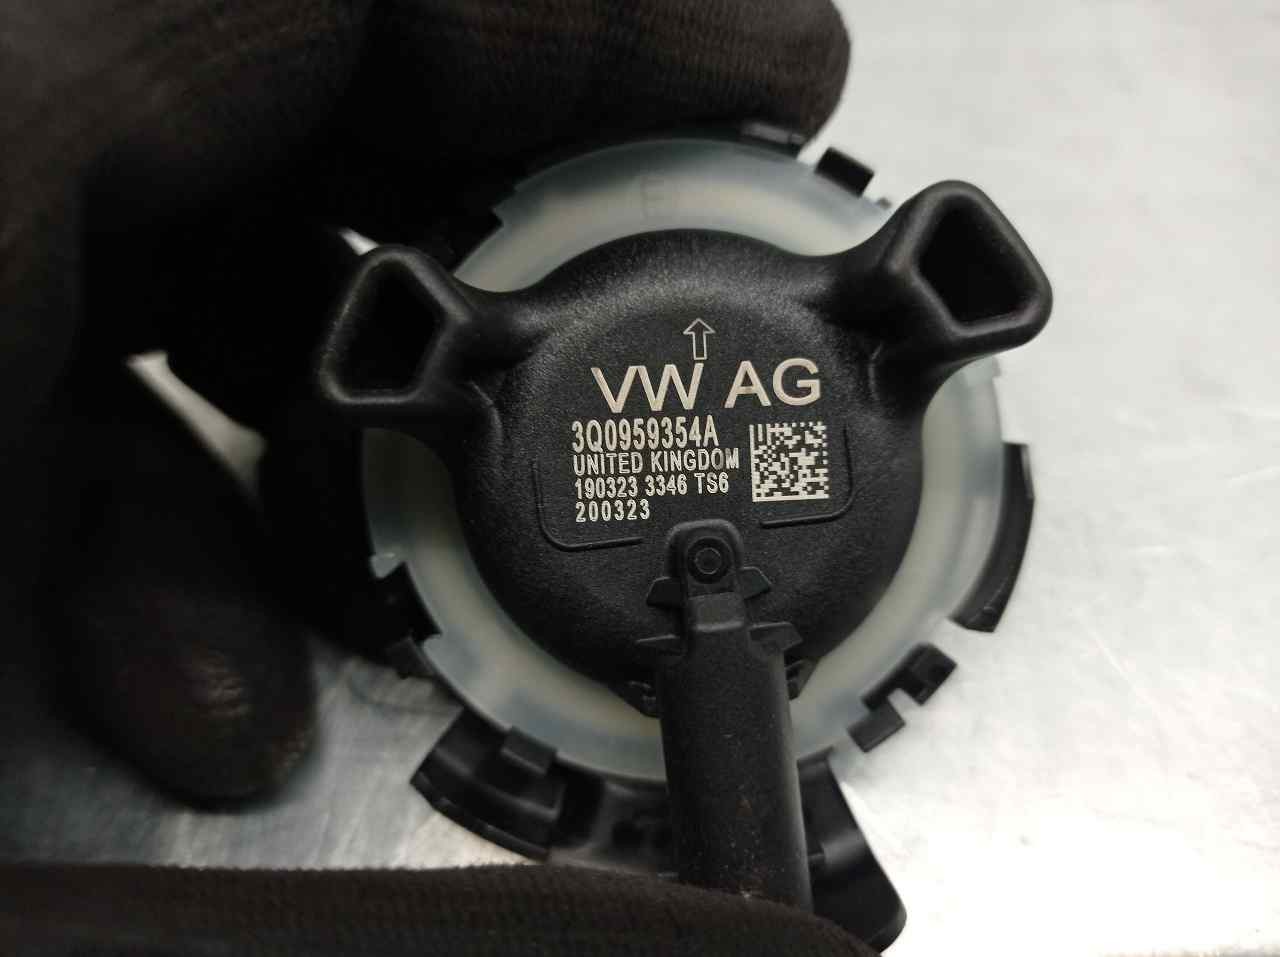 E
VW AG
3Q0959354A
UNITED KINGDOM
190323 3346 TS6
200323